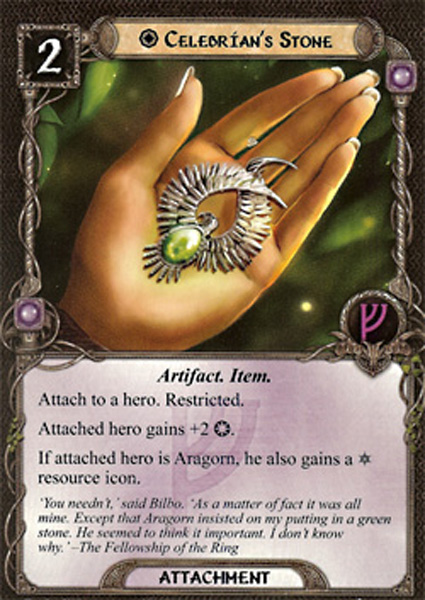 2
Celebrían's Stone
Artifact. Item.
Attach to a hero. Restricted.
Attached hero gains +2 .
If attached hero is Aragorn, he also gains a
resource icon.
'You needn't,' said Bilbo. 'As a matter of fact it was all
mine. Except that Aragorn insisted on my putting in a green
stone. He seemed to think it important. I don't know
why.' –The Fellowship of the Ring
ATTACHMENT